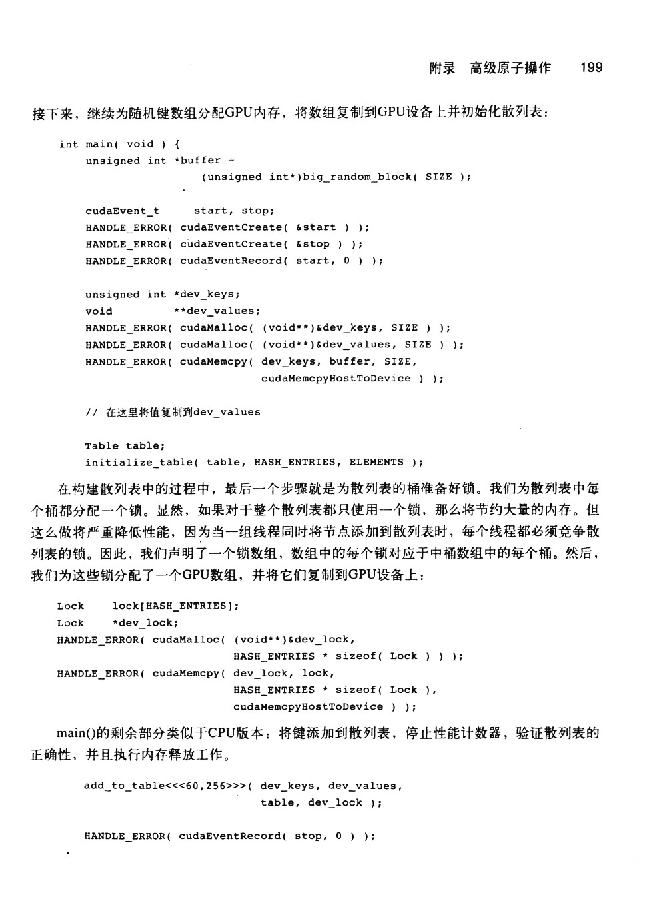 附录 高级原子操作 199
接下来，继续为随机键数组分配GPU内存，将数组复制到GPU设备上并初始化散列表：
int main( void ) {
unsigned int *buffer =
(unsigned int*)big_random_block( SIZE );
cudaEvent_t start, stop;
HANDLE_ERROR( cudaEventCreate( &start ) );
HANDLE_ERROR( cudaEventCreate( &stop ) );
HANDLE_ERROR( cudaEventRecord( start, 0 ) );
unsigned int *dev_keys;
void **dev_values;
HANDLE_ERROR( cudaMalloc( (void**)&dev_keys, SIZE ) );
HANDLE_ERROR( cudaMalloc( (void**)&dev_values, SIZE ) );
HANDLE_ERROR( cudaMemcpy( dev_keys, buffer, SIZE,
cudaMemcpyHostToDevice ) );
// 在这里将值复制到dev_values
Table table;
initialize_table( table, HASH_ENTRIES, ELEMENTS );
在构建散列表中的过程中，最后一个步骤就是为散列表的桶准备好锁。我们为散列表中每
个桶都分配一个锁。显然，如果对于整个散列表都只使用一个锁，那么将节约大量的内存。但
这么做将严重降低性能，因为当一组线程同时将节点添加到散列表时，每个线程都必须竞争散
列表的锁。因此，我们声明了一个锁数组，数组中的每个锁对应于中桶数组中的每个桶。然后，
我们为这些锁分配了一个GPU数组，并将它们复制到GPU设备上：
Lock lock[HASH_ENTRIES];
Lock *dev_lock;
HANDLE_ERROR( cudaMalloc( (void**)&dev_lock,
HASH_ENTRIES * sizeof( Lock ) ) );
HANDLE_ERROR( cudaMemcpy( dev_lock, lock,
HASH_ENTRIES * sizeof( Lock ),
cudaMemcpyHostToDevice ) );
main()的剩余部分类似于CPU版本：将键添加到散列表，停止性能计数器，验证散列表的
正确性，并且执行内存释放工作。
add_to_table<<<60,256>>>( dev_keys, dev_values,
table, dev_lock );
HANDLE_ERROR( cudaEventRecord( stop, 0 ) );